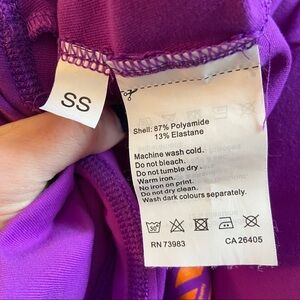 SS
Shell: 87% Polyamide
13% Elastane
Machine wash cold.
Do not bleach.
Do not tumble dry.
Warm iron.
No iron on print.
Do not dry clean.
Wash dark colours separately.
30°
RN 73983 CA 26405